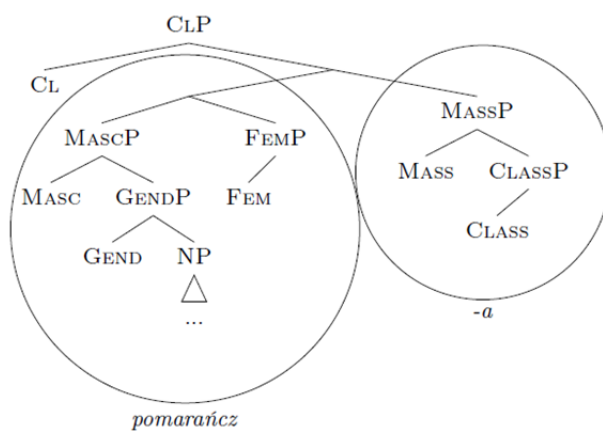 CLP
CL
MASSP
MASCP FEMP
MASS CLASSP
MASC GENDP FEM
CLASS
GEND NP
...
-a
pomarańcz